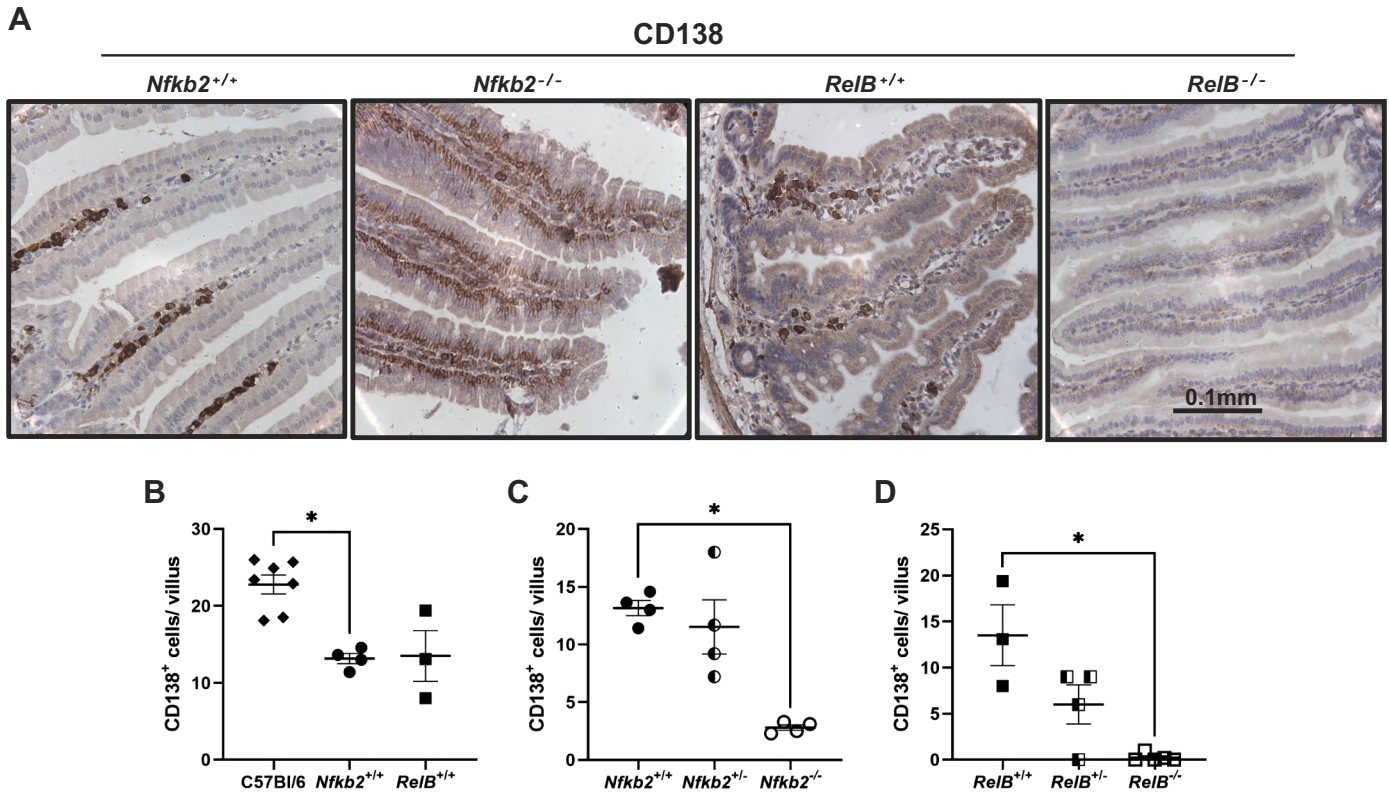 A
CD138
Nfkb2+/+ Nfkb2-/- RelB+/+ RelB-/-
0.1mm
B
CD138+ cells/ villus
30
20
10
0
*
C57Bl/6 Nfkb2+/+ RelB+/+
C
CD138+ cells/ villus
20
15
10
5
0
*
Nfkb2+/+ Nfkb2+/- Nfkb2-/-
D
CD138+ cells/ villus
25
20
15
10
5
0
*
RelB+/+ RelB+/- RelB-/-